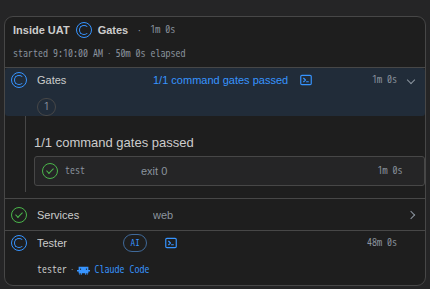 Inside UAT Gates · 1m 0s
started 9:10:00 AM · 50m 0s elapsed
Gates 1/1 command gates passed 1m 0s
1
1/1 command gates passed
test exit 0 1m 0s
Services web
Tester AI 48m 0s
tester · Claude Code